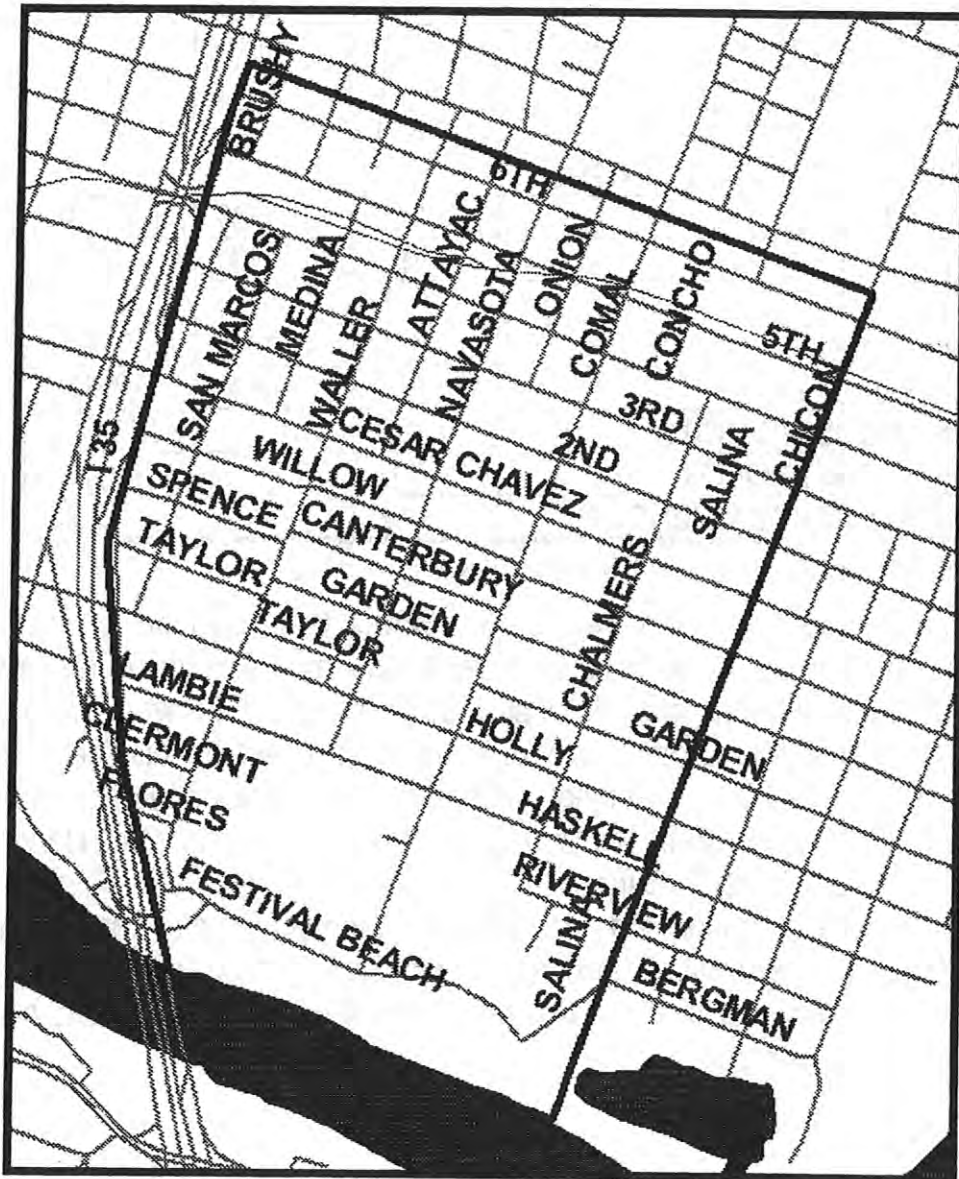 BRUSHY
6TH
ATTAYAC
ONION
SAN MARCOS
MEDINA
NAVASOTA
COMAL
CONCHO
WALLER
5TH
CHICON
3RD
CESAR CHAVEZ
2ND
SALINA
I 35
WILLOW
SPENCE
CANTERBURY
CHALMERS
TAYLOR
GARDEN
TAYLOR
LAMBIE
HOLLY
GARDEN
CLERMONT
FLORES
HASKELL
RIVERVIEW
FESTIVAL BEACH
SALINA
BERGMAN